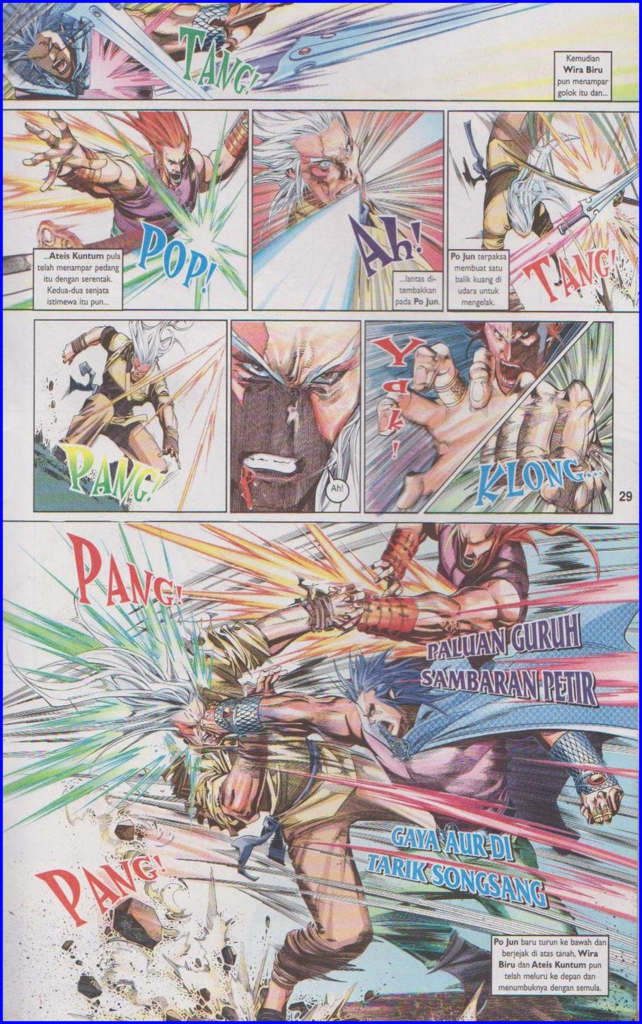 TANG!
Kemudian
Wira Biru
pun menampar
golok itu dan...
...Ateis Kuntum pula
telah menampar pedang
itu dengan serentak.
Kedua-dua senjata
istimewa itu pun...
POP!
Ah!
...lantas di-
tembakkan
pada Po Jun.
Po Jun terpaksa
membuat satu
balik kuang di
udara untuk
mengelak.
TANG!
PANG!
Ah!
Yak!
KLONG...
29
PANG!
PALUAN GURUH
SAMBARAN PETIR
GAYA AUR DI
TARIK SONGSANG
PANG!
Po Jun baru turun ke bawah dan
berjejak di atas tanah, Wira
Biru dan Ateis Kuntum pun
telah meluru ke depan dan
menumbuknya dengan semula.